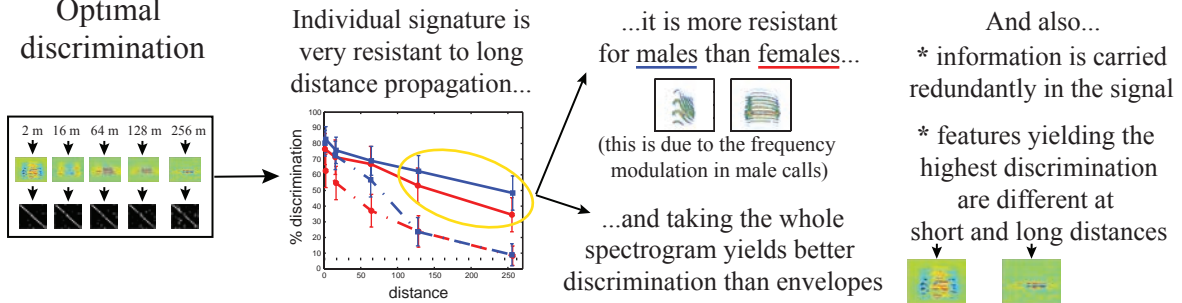 Optimal
discrimination
2 m 16 m 64 m 128 m 256 m
Individual signature is
very resistant to long
distance propagation...
% discrimination
100
90
80
70
60
50
40
30
20
10
0
0 50 100 150 200 250
distance
...it is more resistant
for males than females...
(this is due to the frequency
modulation in male calls)
...and taking the whole
spectrogram yields better
discrimination than envelopes
And also...
* information is carried
redundantly in the signal
* features yielding the
highest discrimination
are different at
short and long distances